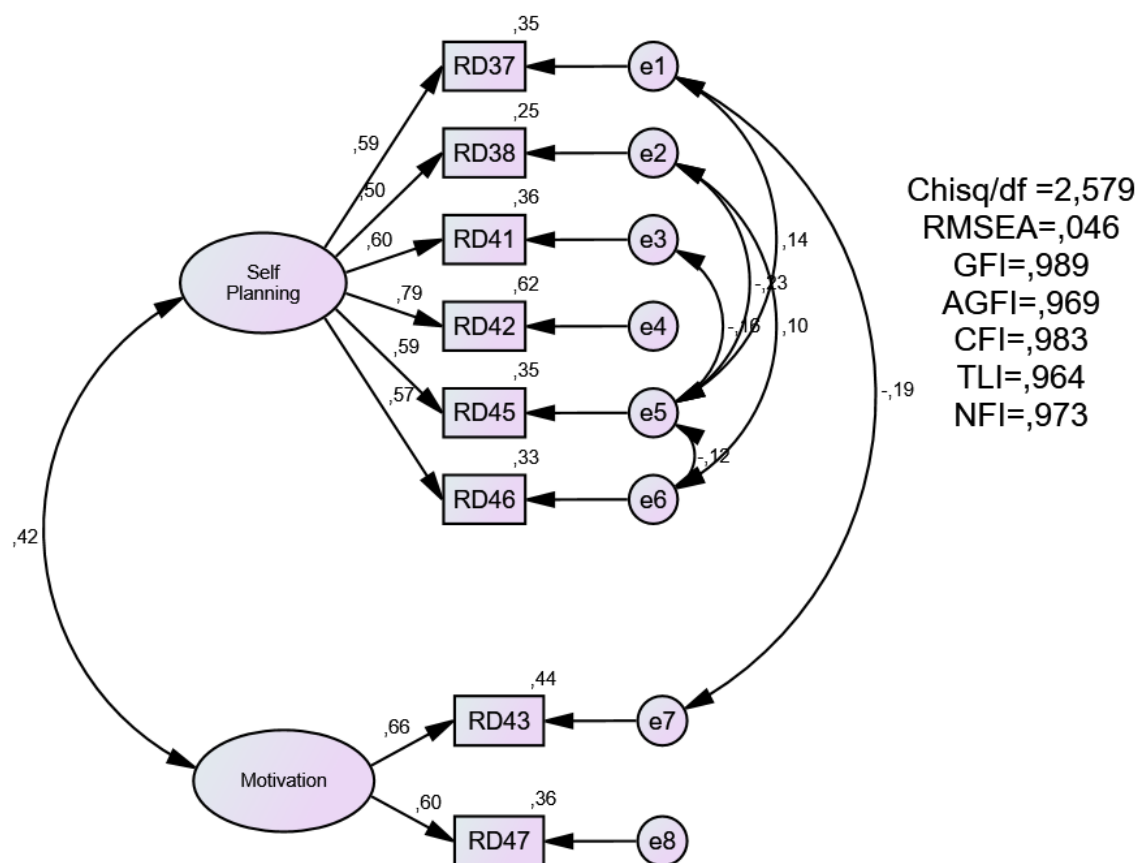 ,35
RD37
e1
,59
,25
RD38
e2
,50
,36
RD41
e3
,60
,14
Self
Planning
,62
-,23
,79
RD42
e4
-,16
,10
,59
,35
RD45
e5
,57
-,19
,33
-,12
RD46
e6
,42
,44
RD43
e7
,66
Motivation
,60
,36
RD47
e8
Chisq/df =2,579
RMSEA=,046
GFI=,989
AGFI=,969
CFI=,983
TLI=,964
NFI=,973